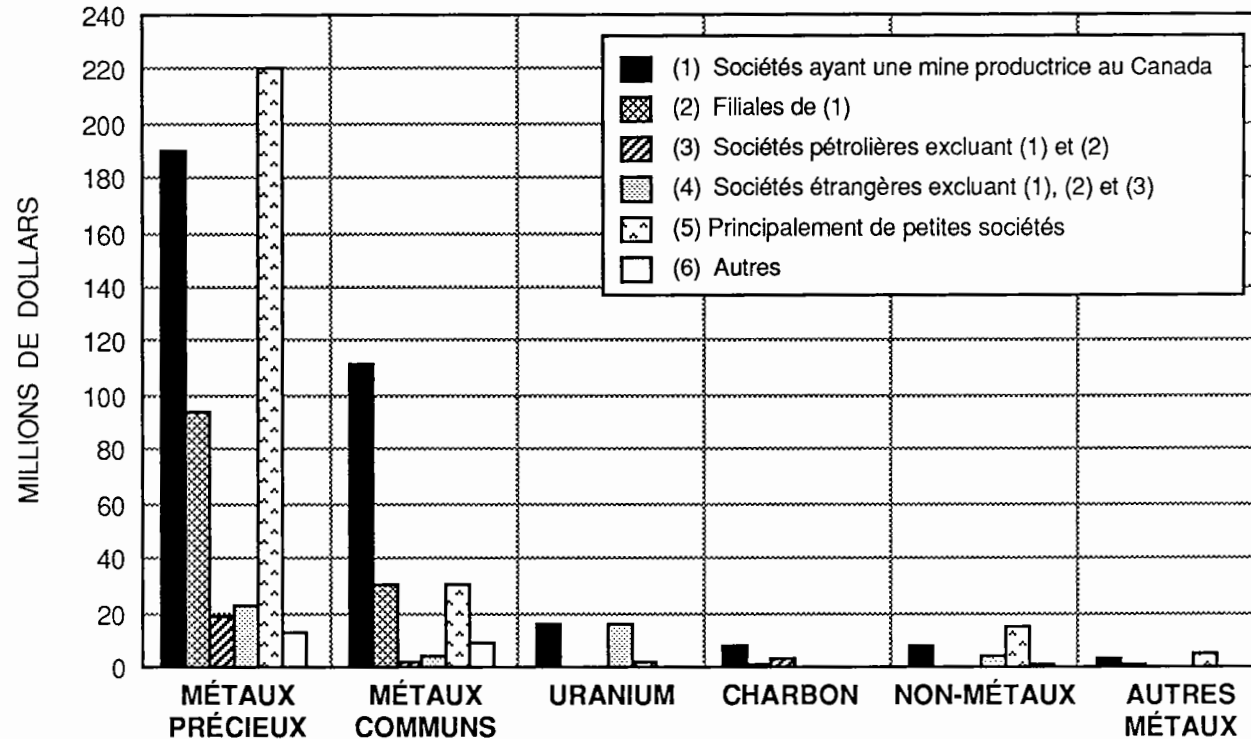 MILLIONS DE DOLLARS
240
220
200
180
160
140
120
100
80
60
40
20
0
(1) Sociétés ayant une mine productrice au Canada
(2) Filiales de (1)
(3) Sociétés pétrolières excluant (1) et (2)
(4) Sociétés étrangères excluant (1), (2) et (3)
(5) Principalement de petites sociétés
(6) Autres
MÉTAUX
PRÉCIEUX
MÉTAUX
COMMUNS
URANIUM
CHARBON
NON-MÉTAUX
AUTRES
MÉTAUX